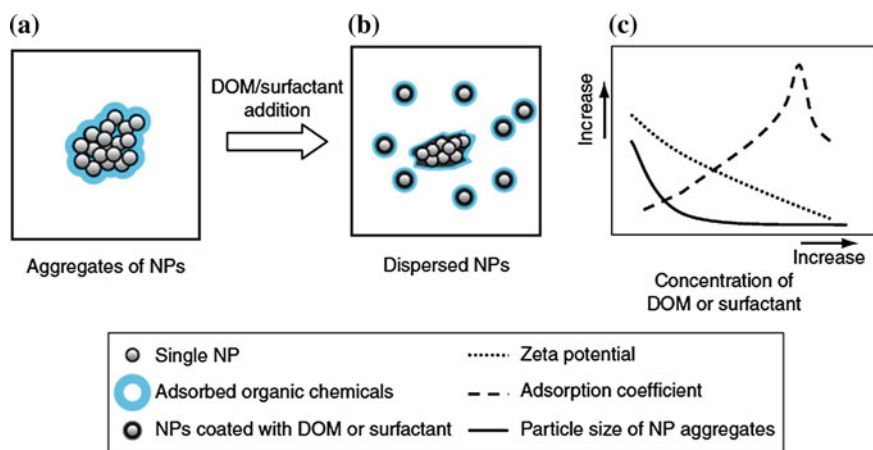 (a)
(b)
(c)
DOM/surfactant
addition
Increase
Increase
Aggregates of NPs
Dispersed NPs
Concentration of
DOM or surfactant
Single NP
Zeta potential
Adsorbed organic chemicals
Adsorption coefficient
NPs coated with DOM or surfactant
Particle size of NP aggregates